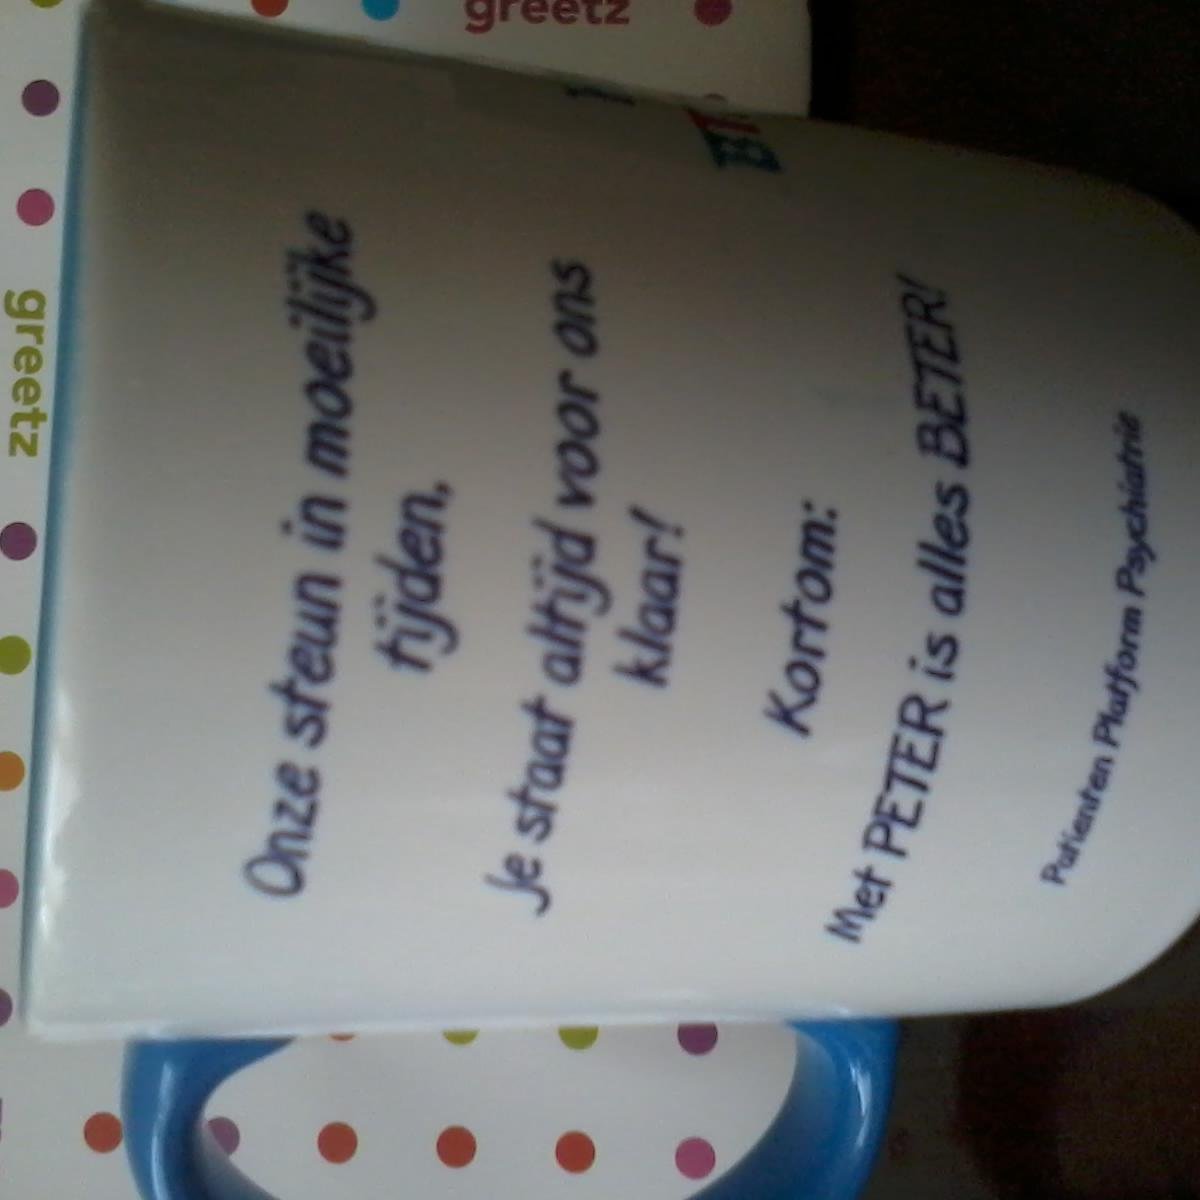 Onze steun in moeilijke
tijden,
Je staat altijd voor ons
klaar!
Kortom:
Met PETER is alles BETER!
Patienten Platform Psychiatrie
greetz
greetz